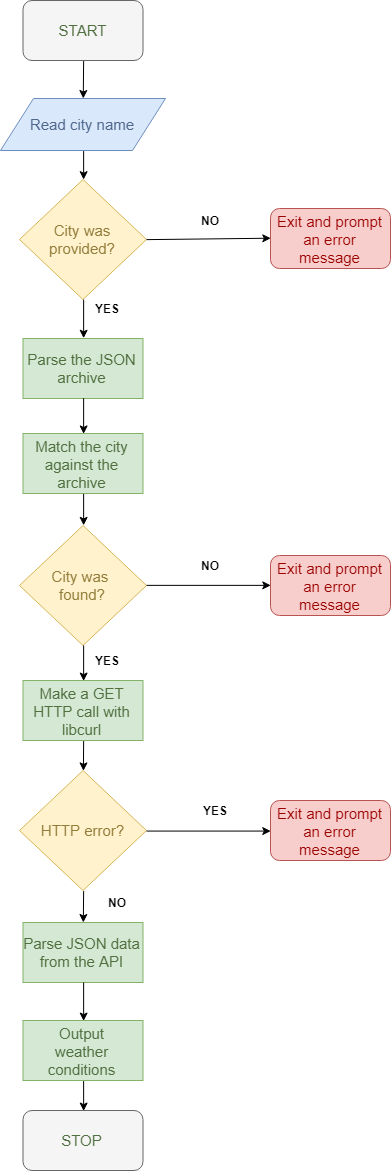 START
Read city name
City was
provided?
NO
Exit and prompt
an error
message
YES
Parse the JSON
archive
Match the city
against the
archive
City was
found?
NO
Exit and prompt
an error
message
YES
Make a GET
HTTP call with
libcurl
HTTP error?
YES
Exit and prompt
an error
message
NO
Parse JSON data
from the API
Output
weather
conditions
STOP